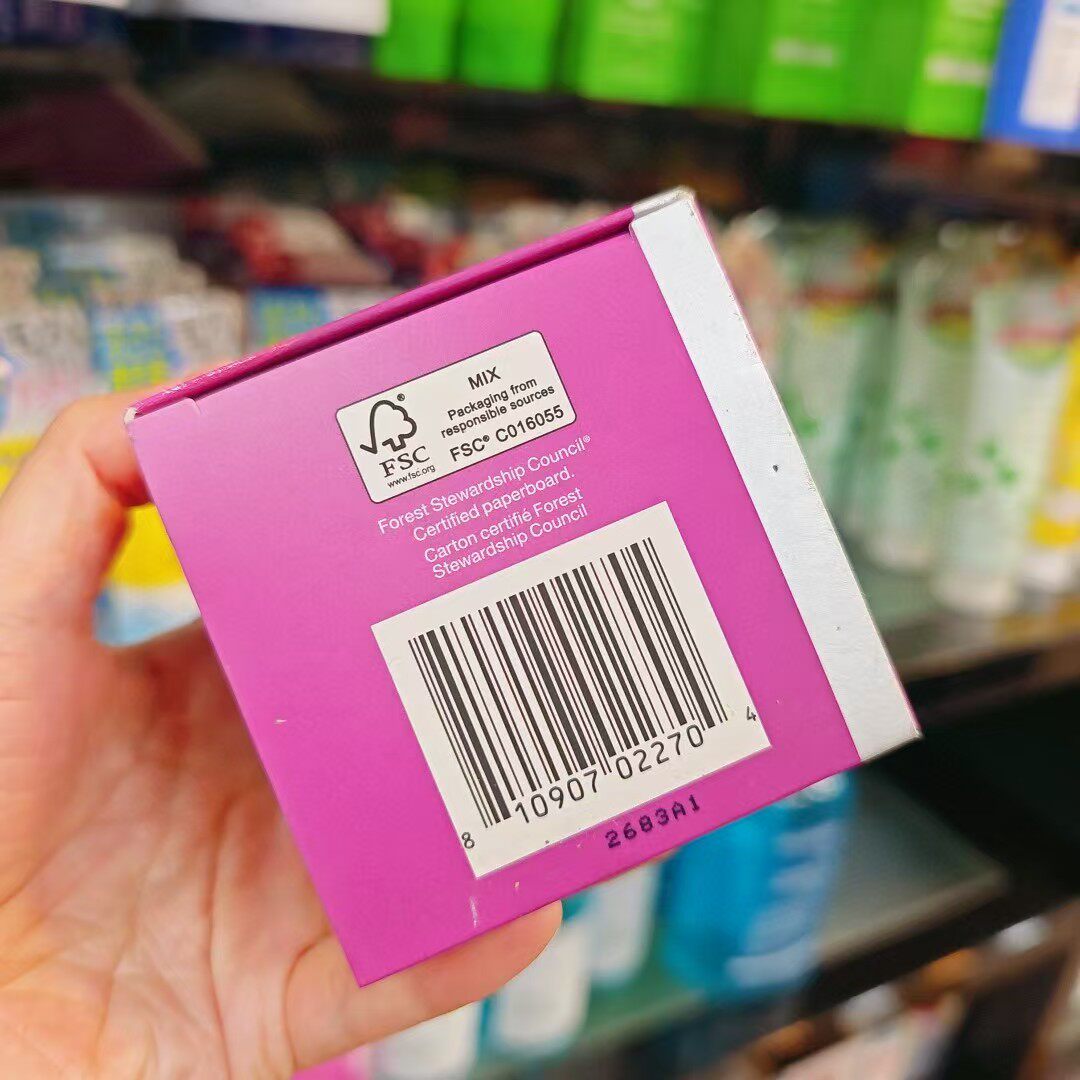 MIX
Packaging from
responsible sources
FSC® C016055
FSC
www.fsc.org
Forest Stewardship Council®
Certified paperboard.
Carton certifié Forest
Stewardship Council
8 10907 02270 4
2683A1